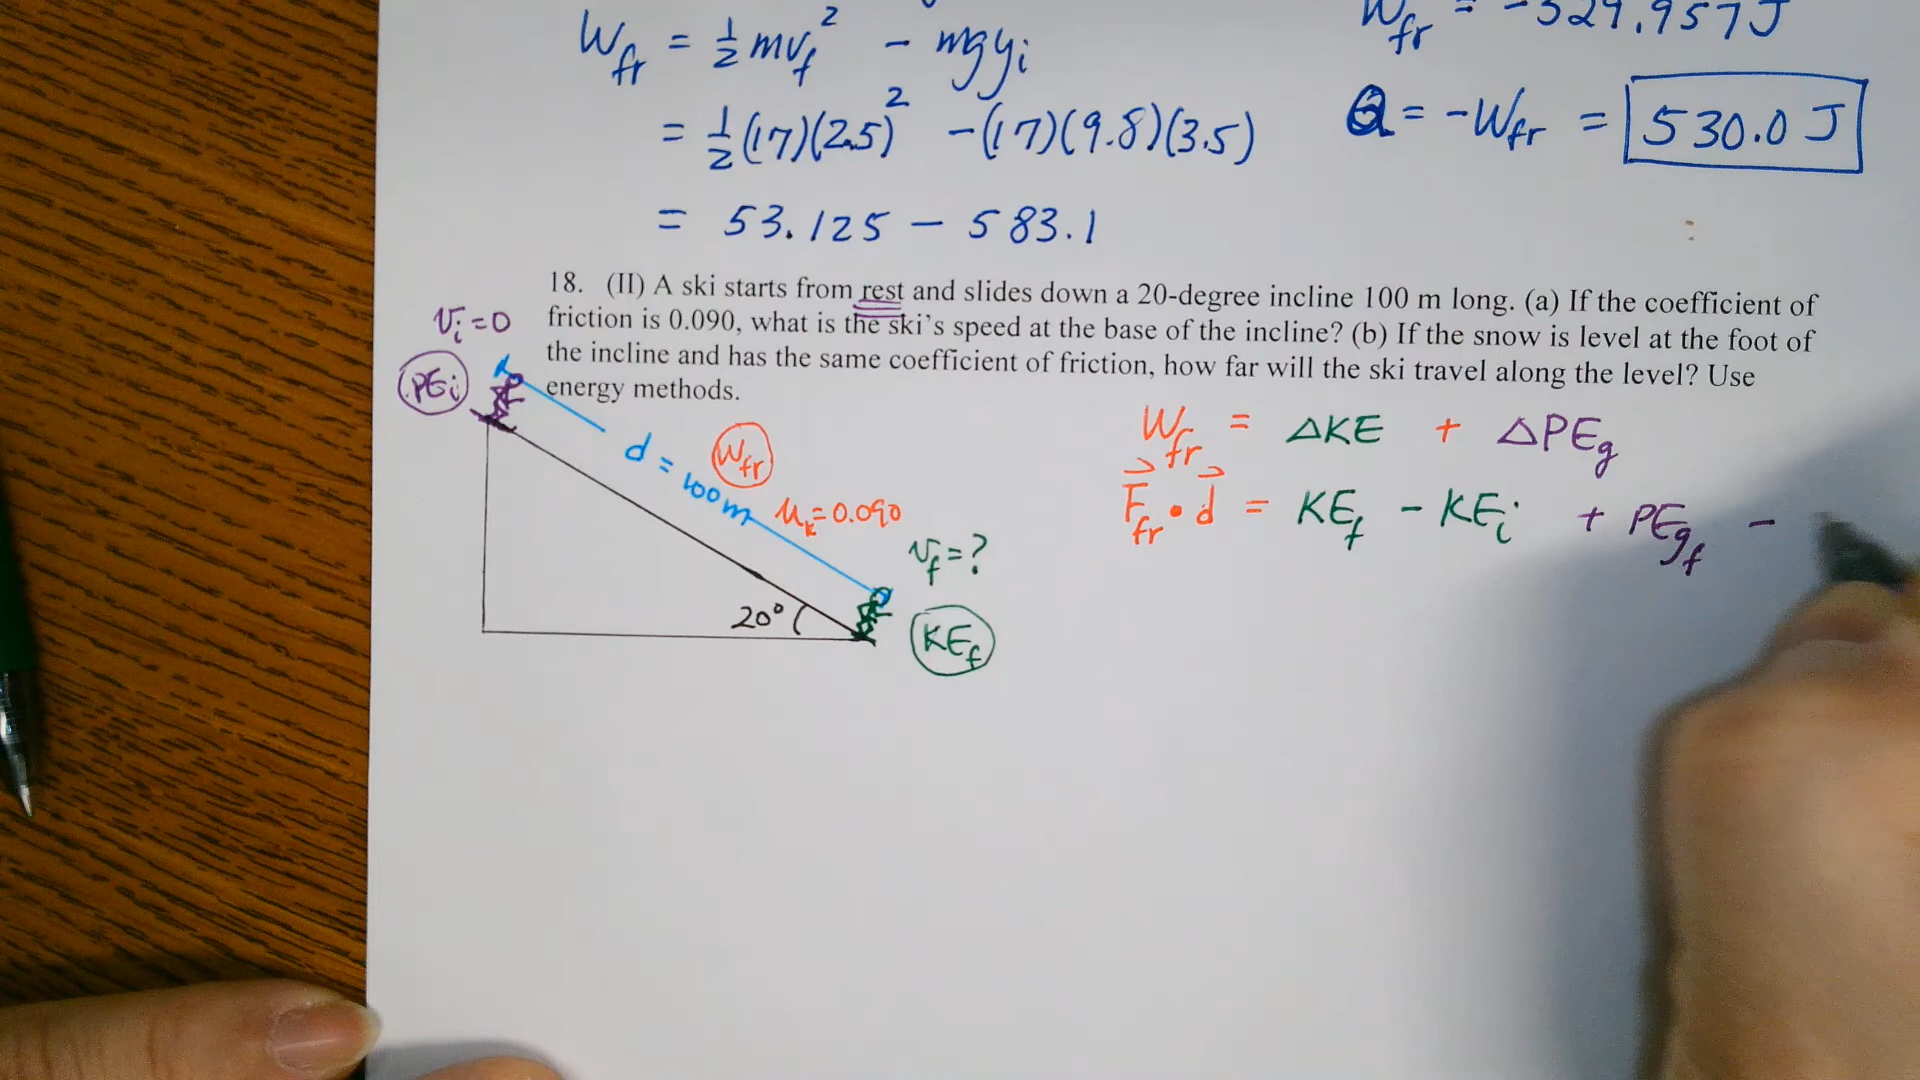 W_fr = ½mv_f² - mgy_i
= ½(17)(2.5)² - (17)(9.8)(3.5)
= 53.125 - 583.1
W_fr = -529.957 J
Q = -W_fr = 530.0 J
18. (II) A ski starts from rest and slides down a 20-degree incline 100 m long. (a) If the coefficient of
friction is 0.090, what is the ski's speed at the base of the incline? (b) If the snow is level at the foot of
the incline and has the same coefficient of friction, how far will the ski travel along the level? Use
energy methods.
v_i = 0
PE_i
d = 100 m
W_fr
μ_k = 0.090
v_f = ?
20°
KE_f
W_fr = ΔKE + ΔPE_g
F⃗_fr • d⃗ = KE_f - KE_i + PE_gf -